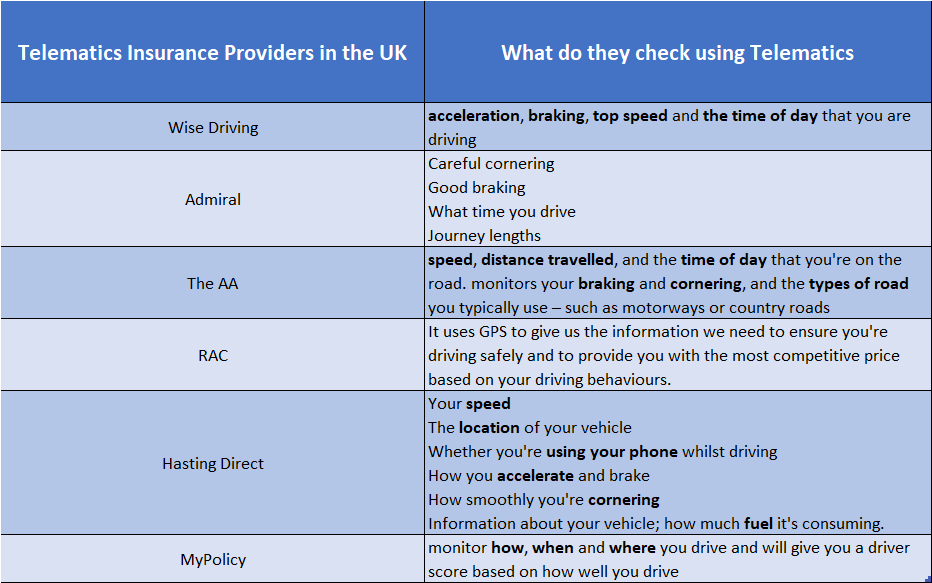 Telematics Insurance Providers in the UK
What do they check using Telematics
Wise Driving
acceleration, braking, top speed and the time of day that you are
driving
Admiral
Careful cornering
Good braking
What time you drive
Journey lengths
The AA
speed, distance travelled, and the time of day that you're on the
road. monitors your braking and cornering, and the types of road
you typically use – such as motorways or country roads
RAC
It uses GPS to give us the information we need to ensure you're
driving safely and to provide you with the most competitive price
based on your driving behaviours.
Hasting Direct
Your speed
The location of your vehicle
Whether you're using your phone whilst driving
How you accelerate and brake
How smoothly you're cornering
Information about your vehicle; how much fuel it's consuming.
MyPolicy
monitor how, when and where you drive and will give you a driver
score based on how well you drive